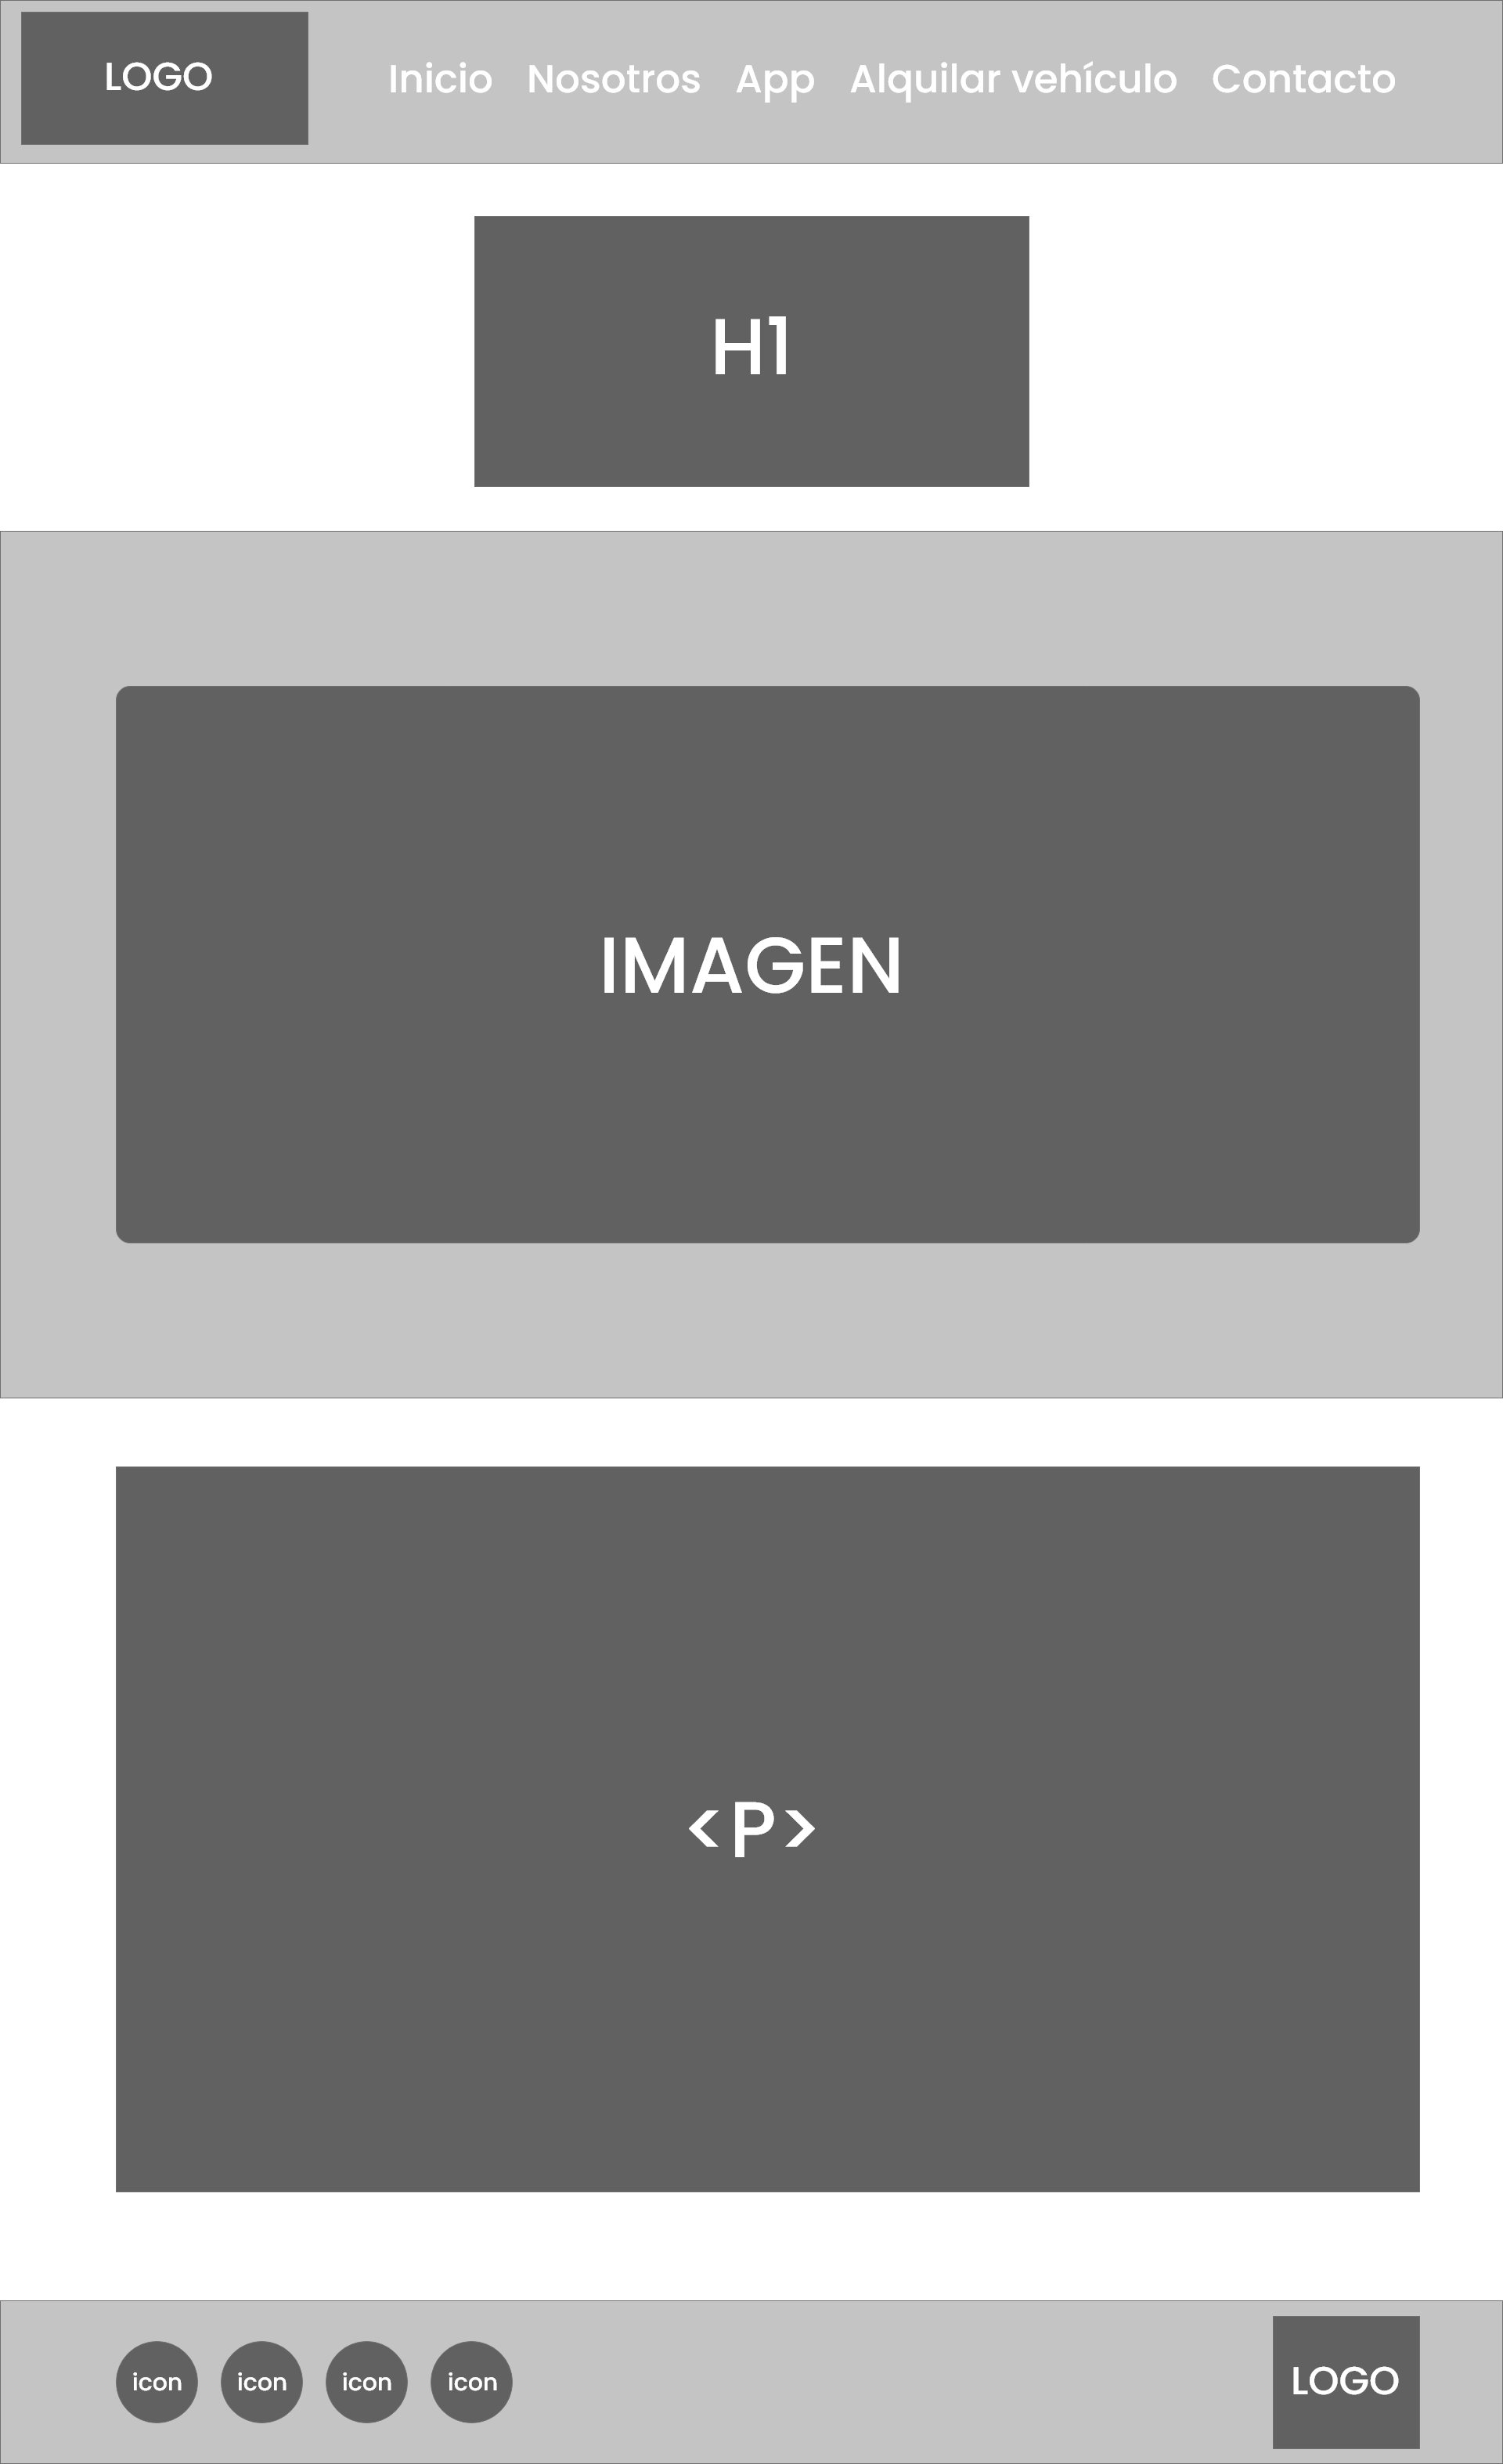 LOGO
Inicio Nosotros App Alquilar vehículo Contacto
H1
IMAGEN
<P>
icon icon icon icon
LOGO